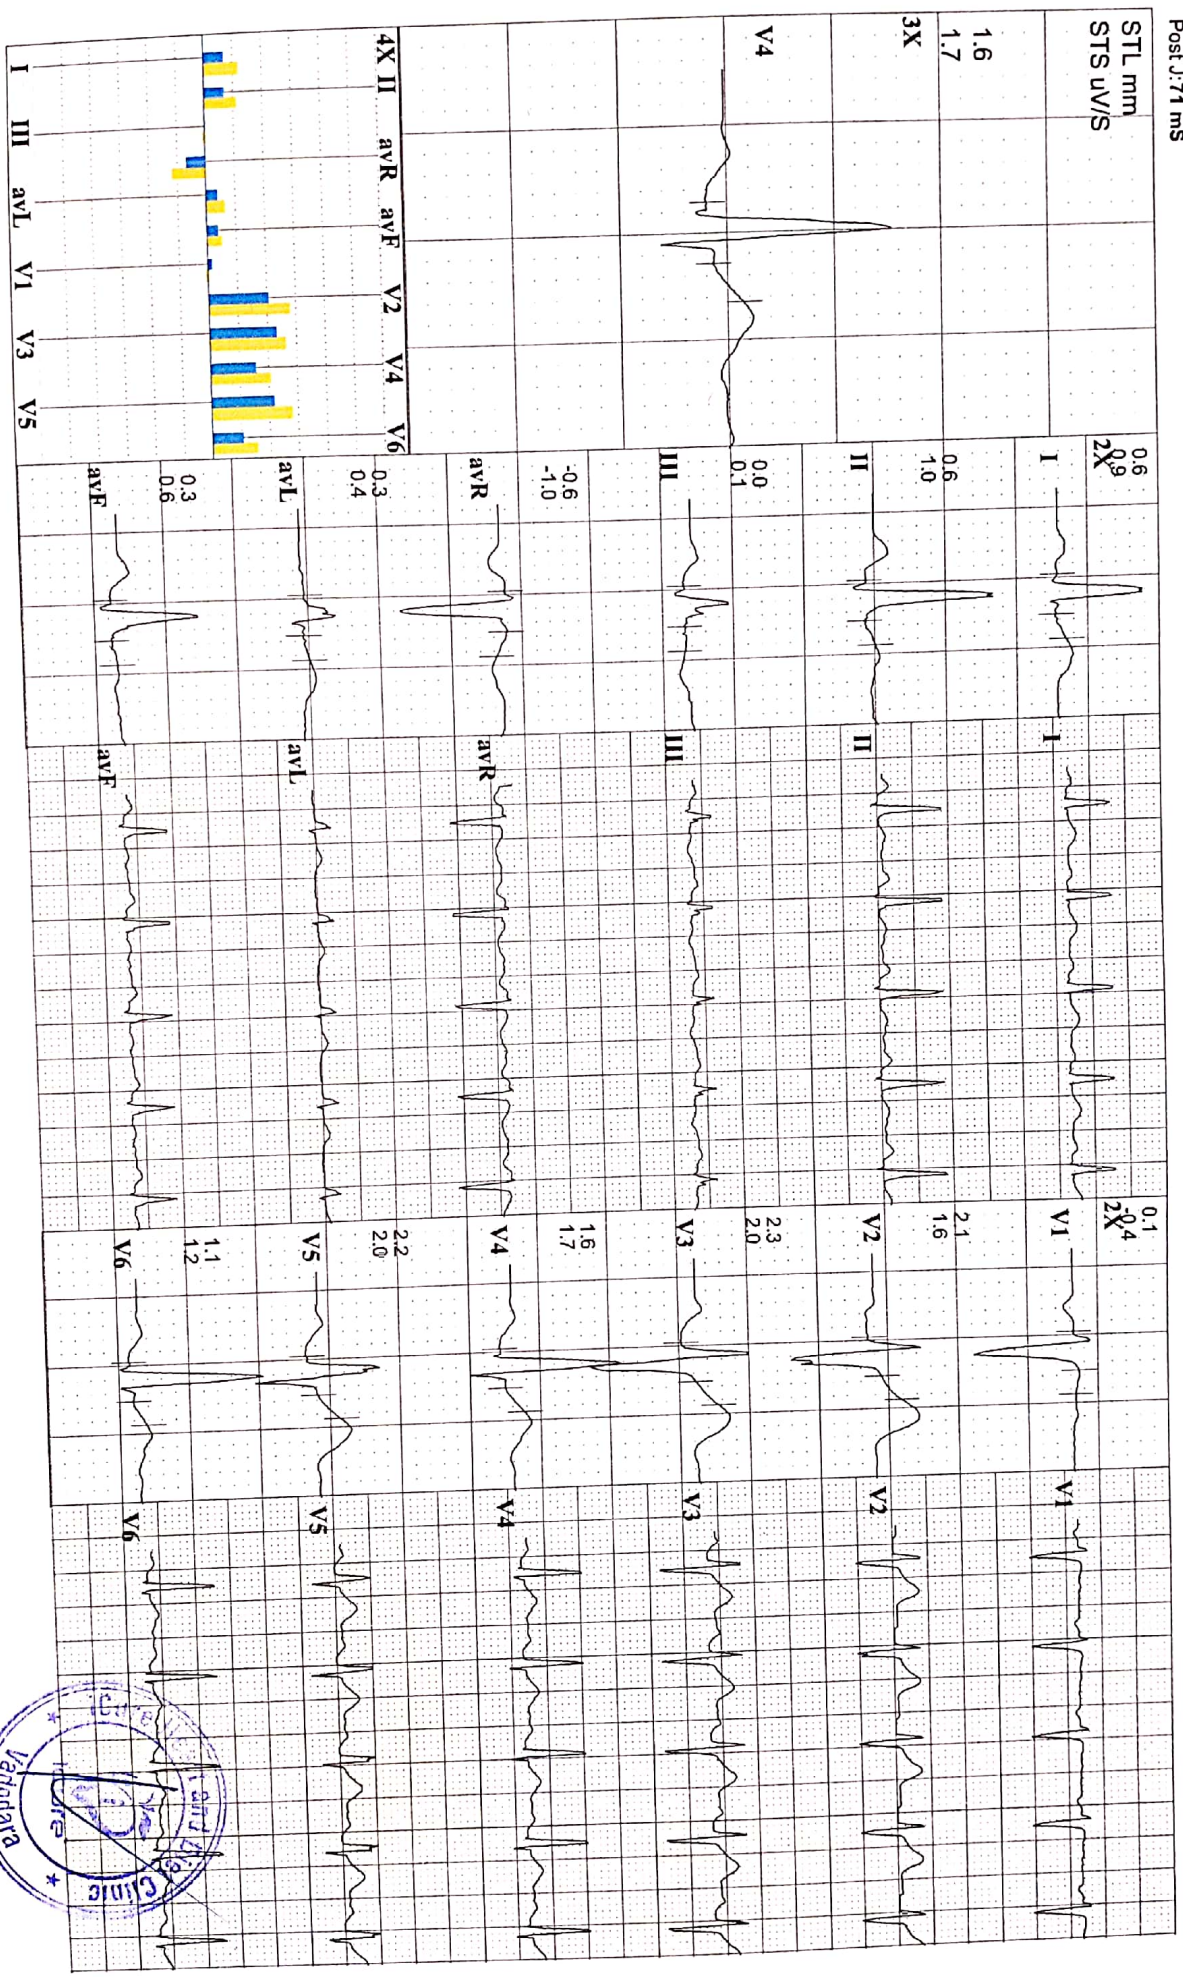 Post J:71 mS
STL mm
STS uV/S
1.6
1.7
3X
V4
4X II avR avF V2 V4 V6
I III avL V1 V3 V5
0.6
0.9
2X
I
0.6
1.0
II
0.0
0.1
III
-0.6
-1.0
avR
0.3
0.4
avL
0.3
0.6
avF
I
II
III
avR
avL
avF
0.1
-0.4
2X
V1
2.1
1.6
V2
2.3
2.0
V3
1.6
1.7
V4
2.2
2.0
V5
1.1
1.2
V6
V1
V2
V3
V4
V5
V6
and
Clinic
Vadodara